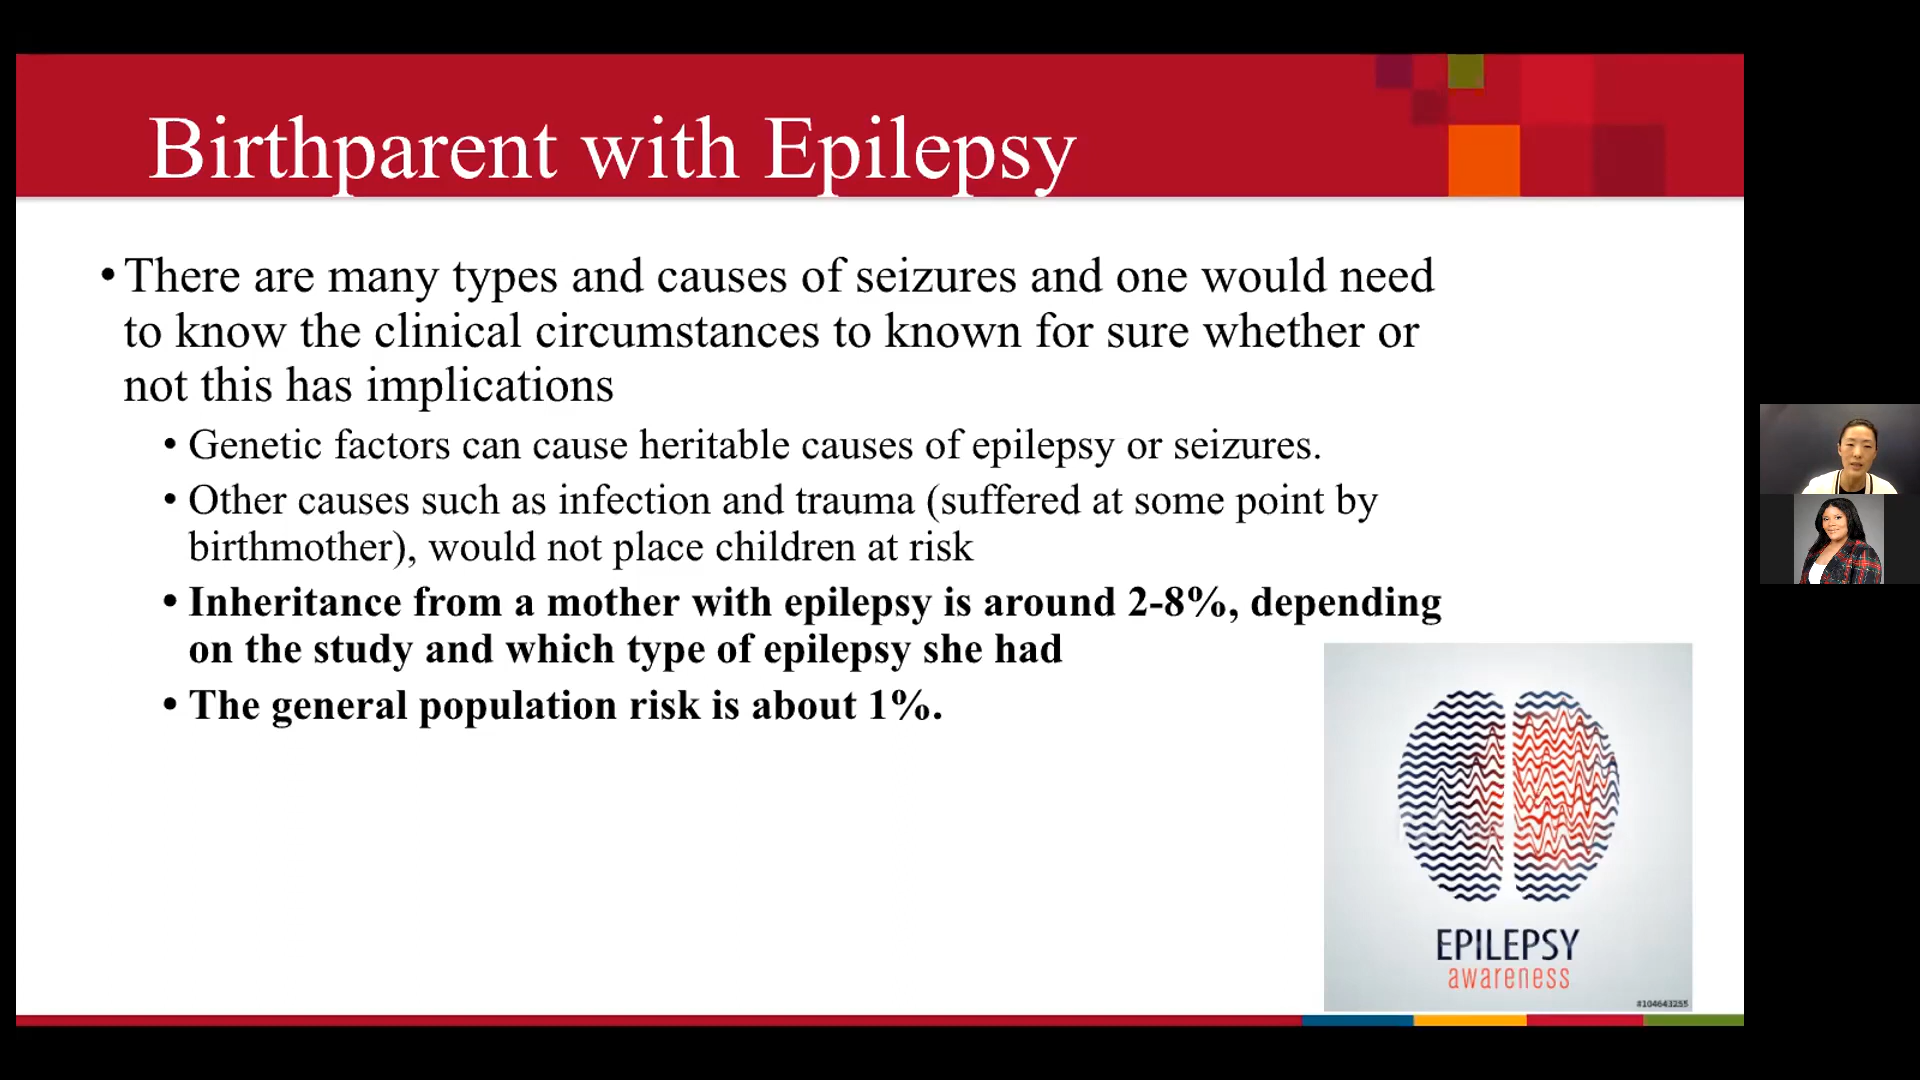 Birthparent with Epilepsy
• There are many types and causes of seizures and one would need
to know the clinical circumstances to known for sure whether or
not this has implications
• Genetic factors can cause heritable causes of epilepsy or seizures.
• Other causes such as infection and trauma (suffered at some point by
birthmother), would not place children at risk
• Inheritance from a mother with epilepsy is around 2-8%, depending
on the study and which type of epilepsy she had
• The general population risk is about 1%.
EPILEPSY
awareness
#104643255